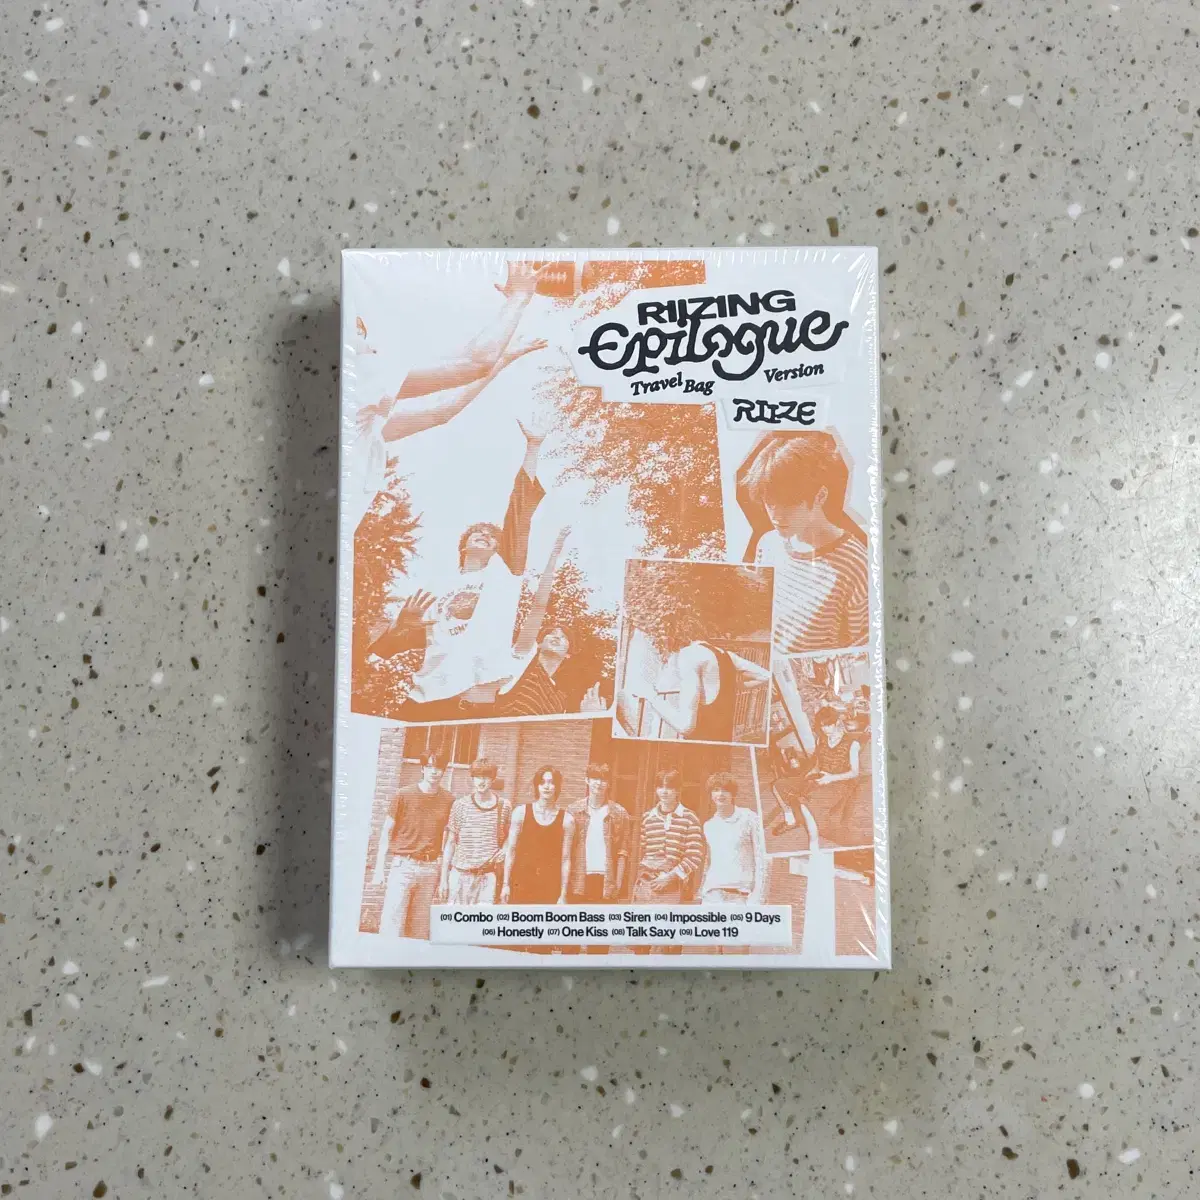 RIIZING
Epilogue
Travel Bag Version
RIIZE
(01) Combo (02) Boom Boom Bass (03) Siren (04) Impossible (05) 9 Days
(06) Honestly (07) One Kiss (08) Talk Saxy (09) Love 119